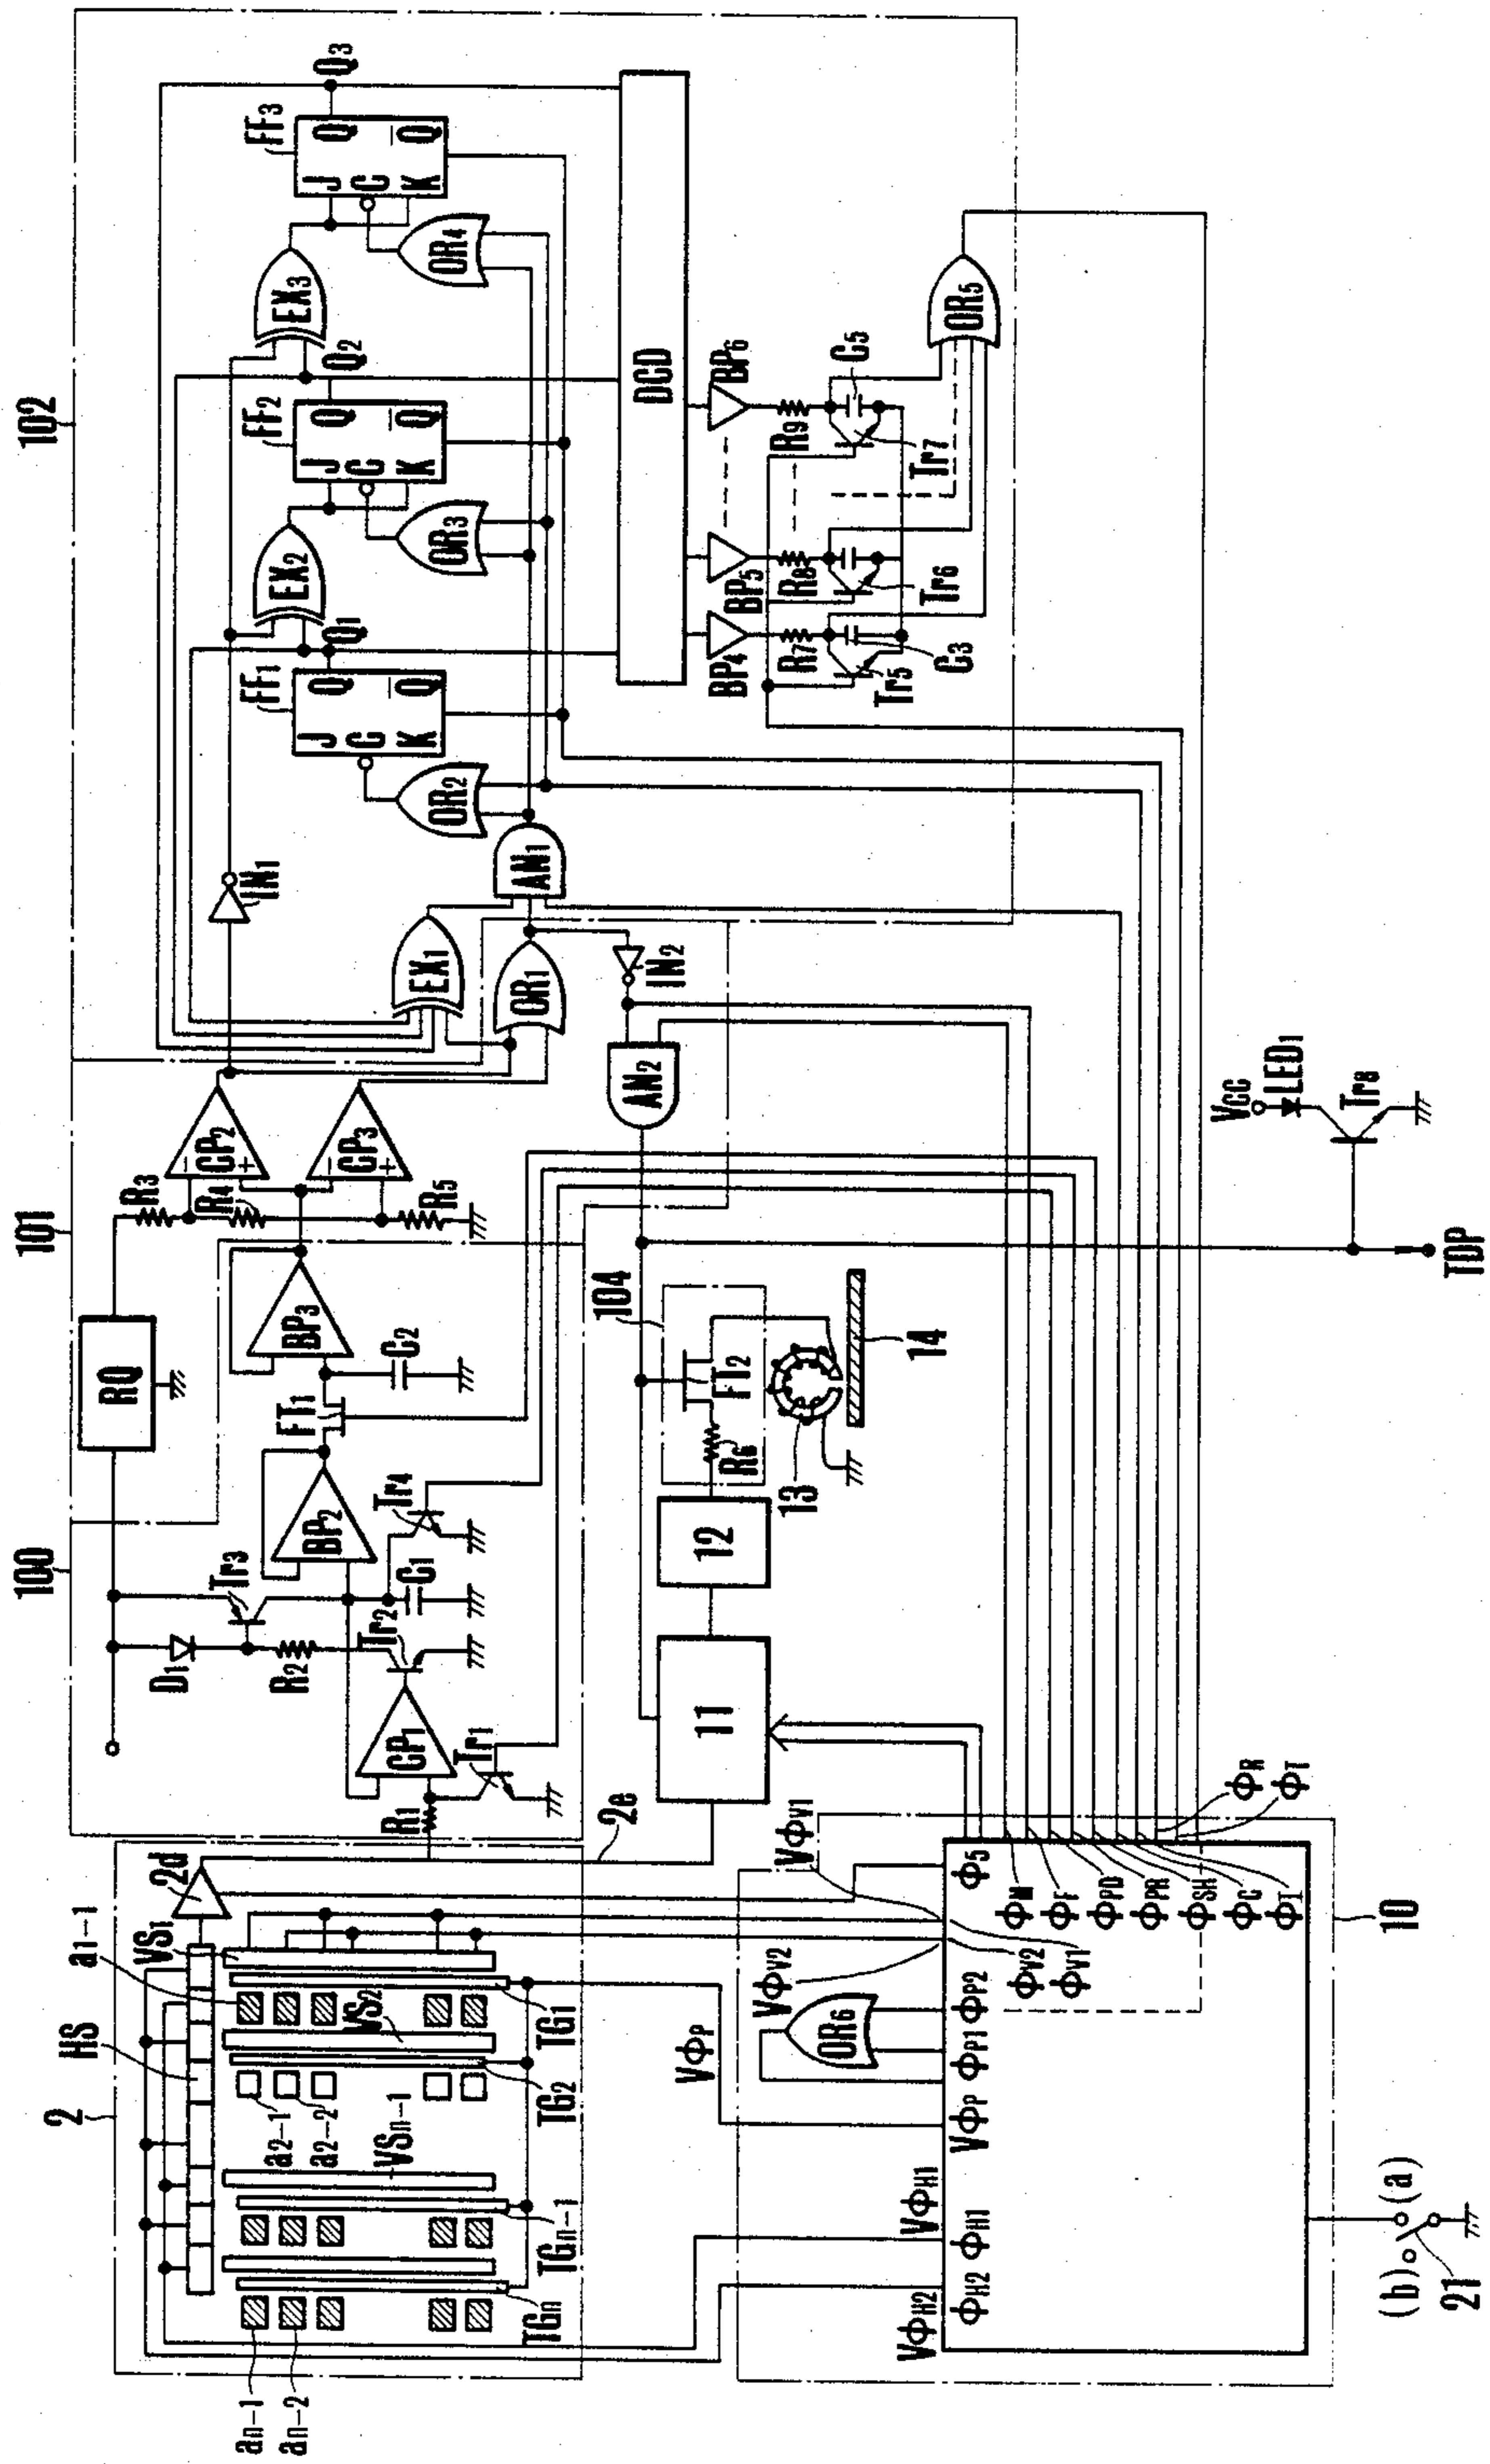 102
101
100
2
FF3
J
C
K
Q
Q̅
Q3
EX3
OR4
FF2
J
C
K
Q
Q̅
Q2
EX2
OR3
FF1
J
C
K
Q
Q̅
Q1
OR2
IN1
EX1
AN1
OR1
IN2
AN2
DCD
BP4
BP5
BP6
R7
R8
R9
Tr5
Tr6
Tr7
C3
C5
OR5
RQ
R3
R4
R5
CP2
CP3
−
+
−
+
BP3
FT1
C2
BP2
Tr3
Tr4
C1
D1
R2
Tr2
CP1
Tr1
R1
104
FT2
R6
13
14
12
11
VCC
LED1
Tr8
TDP
2d
2e
HS
VS1
a1-1
VS2
TG1
TG2
a2-1
a2-2
VSn-1
TGn-1
TGn
an-1
an-2
VΦP
VΦV1
VΦV2
OR6
VΦH2
VΦH1
ΦH2
ΦH1
VΦP
ΦP1
ΦP2
ΦV2
ΦV1
Φ5
ΦM
ΦF
ΦPD
ΦPR
ΦSH
ΦC
ΦI
ΦR
ΦT
10
(b)
(a)
21